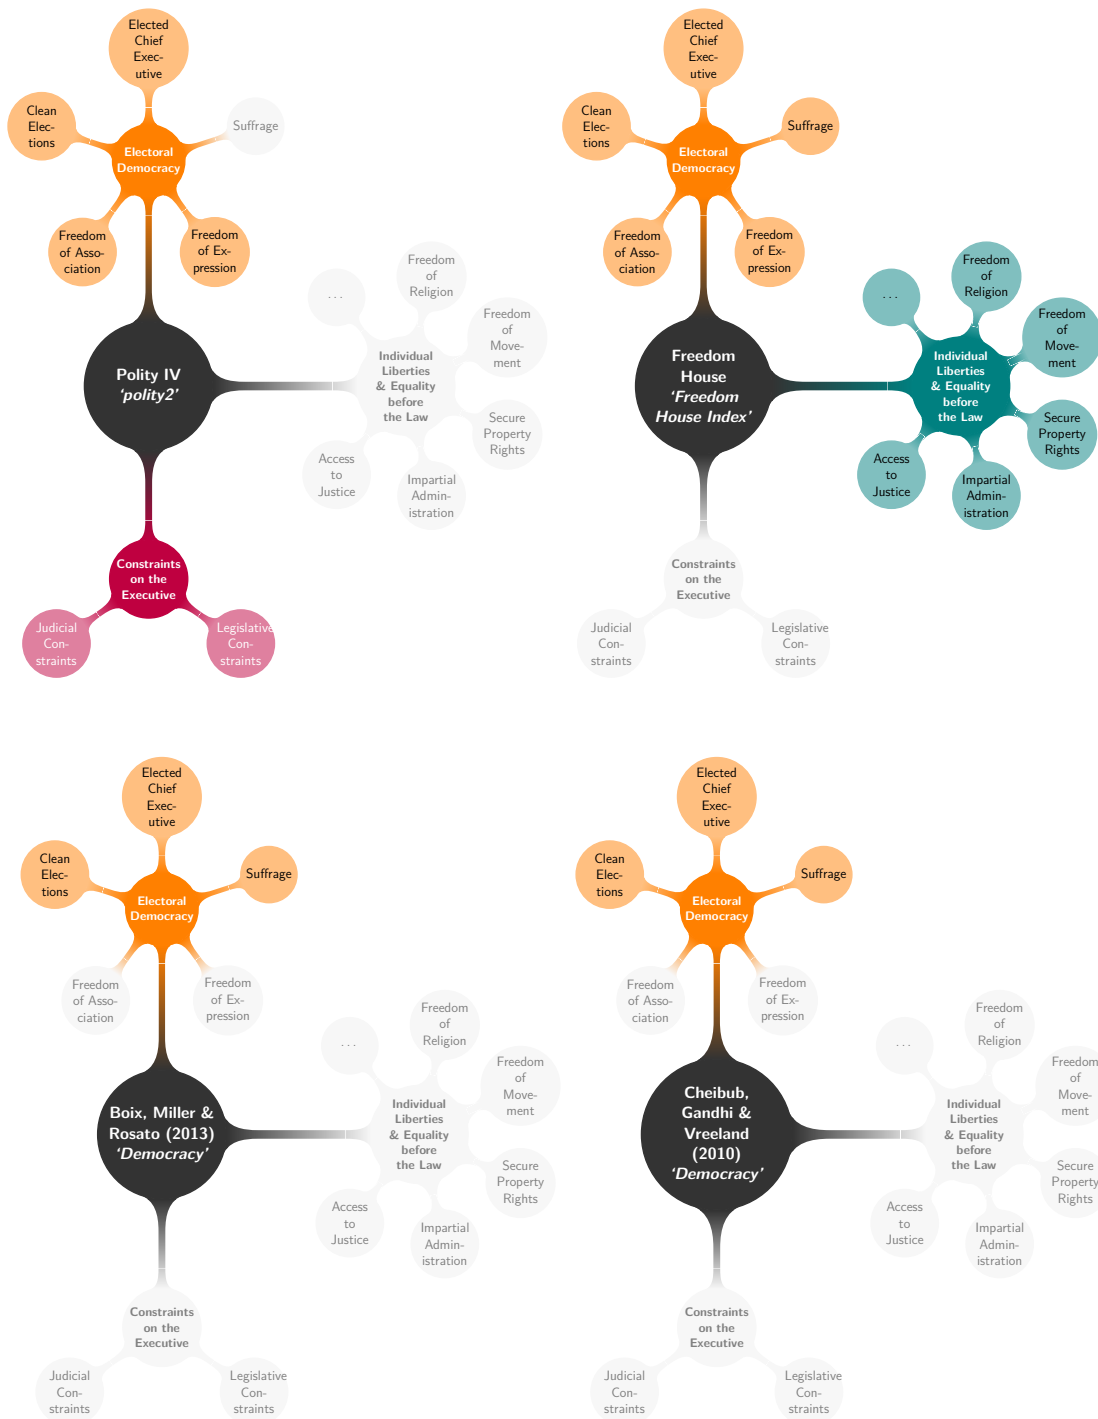 Elected
Chief
Exec-
utive
Clean
Elec-
tions
Suffrage
Electoral
Democracy
Freedom
of Asso-
ciation
Freedom
of Ex-
pression
Polity IV
‘polity2’
. . .
Freedom
of
Religion
Freedom
of
Move-
ment
Individual
Liberties
& Equality
before
the Law
Secure
Property
Rights
Access
to
Justice
Impartial
Admin-
istration
Constraints
on the
Executive
Judicial
Con-
straints
Legislative
Con-
straints
Elected
Chief
Exec-
utive
Clean
Elec-
tions
Suffrage
Electoral
Democracy
Freedom
of Asso-
ciation
Freedom
of Ex-
pression
Freedom
House
‘Freedom
House Index’
. . .
Freedom
of
Religion
Freedom
of
Move-
ment
Individual
Liberties
& Equality
before
the Law
Secure
Property
Rights
Access
to
Justice
Impartial
Admin-
istration
Constraints
on the
Executive
Judicial
Con-
straints
Legislative
Con-
straints
Elected
Chief
Exec-
utive
Clean
Elec-
tions
Suffrage
Electoral
Democracy
Freedom
of Asso-
ciation
Freedom
of Ex-
pression
Boix, Miller &
Rosato (2013)
‘Democracy’
. . .
Freedom
of
Religion
Freedom
of
Move-
ment
Individual
Liberties
& Equality
before
the Law
Secure
Property
Rights
Access
to
Justice
Impartial
Admin-
istration
Constraints
on the
Executive
Judicial
Con-
straints
Legislative
Con-
straints
Elected
Chief
Exec-
utive
Clean
Elec-
tions
Suffrage
Electoral
Democracy
Freedom
of Asso-
ciation
Freedom
of Ex-
pression
Cheibub,
Gandhi &
Vreeland
(2010)
‘Democracy’
. . .
Freedom
of
Religion
Freedom
of
Move-
ment
Individual
Liberties
& Equality
before
the Law
Secure
Property
Rights
Access
to
Justice
Impartial
Admin-
istration
Constraints
on the
Executive
Judicial
Con-
straints
Legislative
Con-
straints